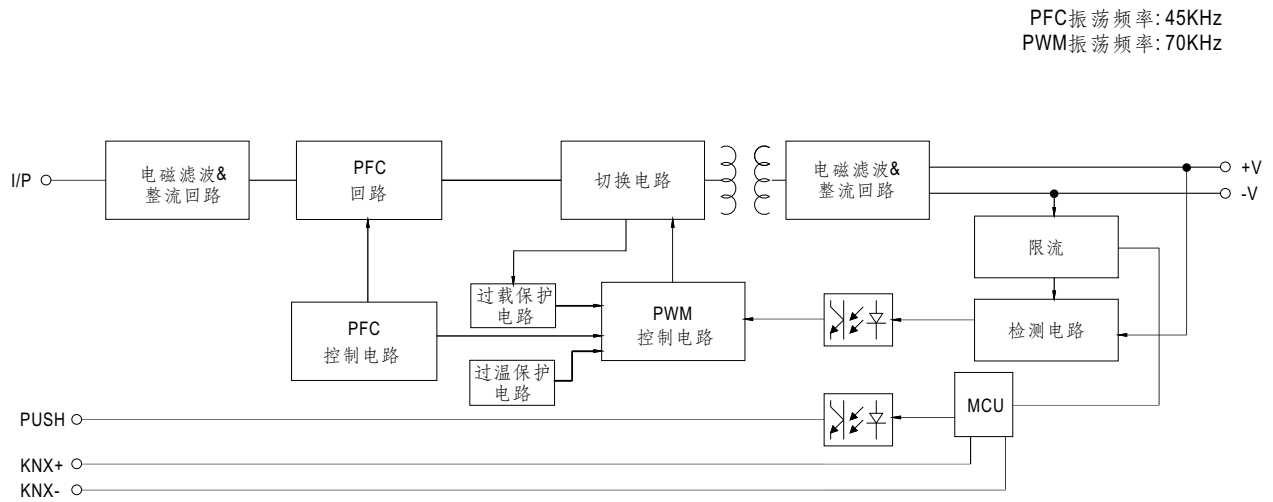 PFC振荡频率: 45KHz
PWM振荡频率: 70KHz
I/P
电磁滤波&
整流回路
PFC
回路
切换电路
电磁滤波&
整流回路
+V
-V
限流
过载保护
电路
PWM
控制电路
PFC
控制电路
检测电路
过温保护
电路
MCU
PUSH
KNX+
KNX-